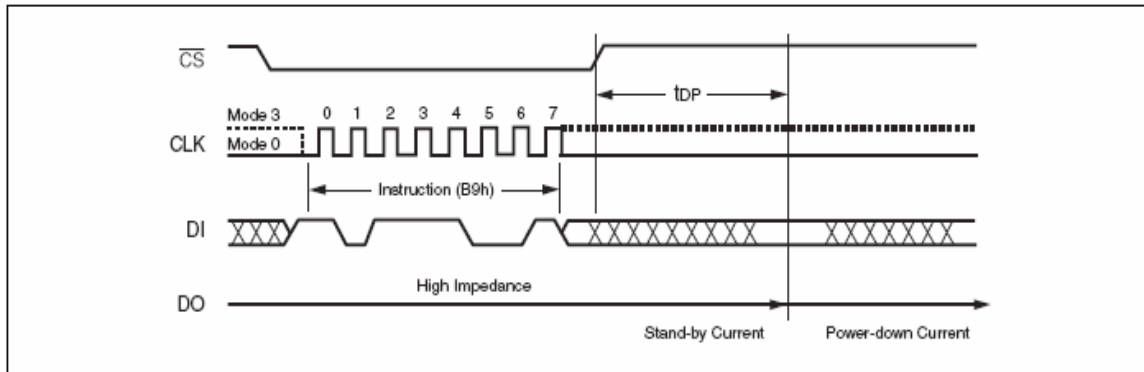 CS
tDP
Mode 3
0 1 2 3 4 5 6 7
CLK
Mode 0
Instruction (B9h)
DI
High Impedance
DO
Stand-by Current
Power-down Current